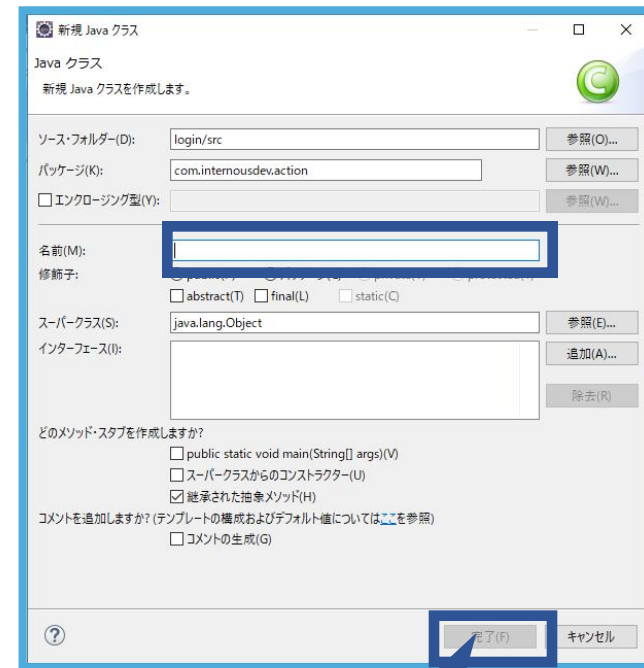 新規 Java クラス
Java クラス
新規 Java クラスを作成します。
ソース・フォルダー(D): login/src 参照(O)...
パッケージ(K): com.internousdev.action 参照(W)...
エンクロージング型(Y): 参照(W)...
名前(M):
修飾子:
abstract(T) final(L) static(C)
スーパークラス(S): java.lang.Object 参照(E)...
インターフェース(I): 追加(A)...
除去(R)
どのメソッド・スタブを作成しますか?
public static void main(String[] args)(V)
スーパークラスからのコンストラクター(U)
継承された抽象メソッド(H)
コメントを追加しますか? (テンプレートの構成およびデフォルト値についてはここを参照)
コメントの生成(G)
? 完了(F) キャンセル